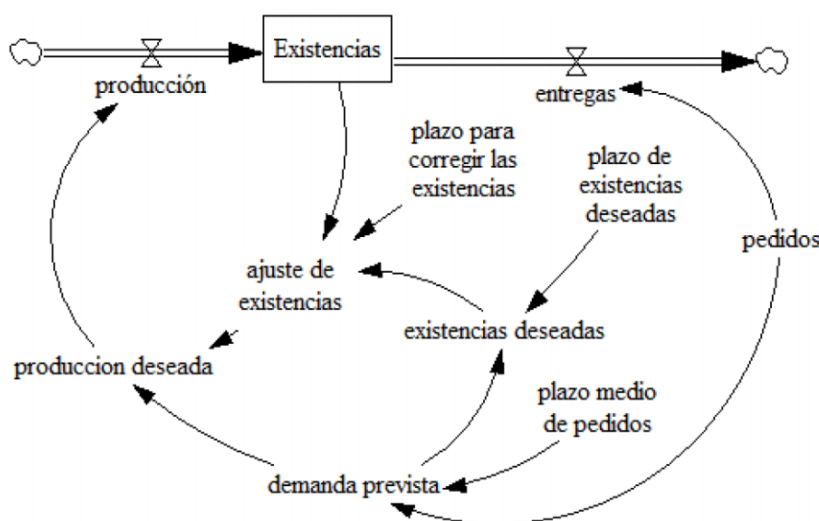 Existencias
producción
entregas
plazo para
corregir las
existencias
plazo de
existencias
deseadas
pedidos
ajuste de
existencias
existencias deseadas
produccion deseada
plazo medio
de pedidos
demanda prevista